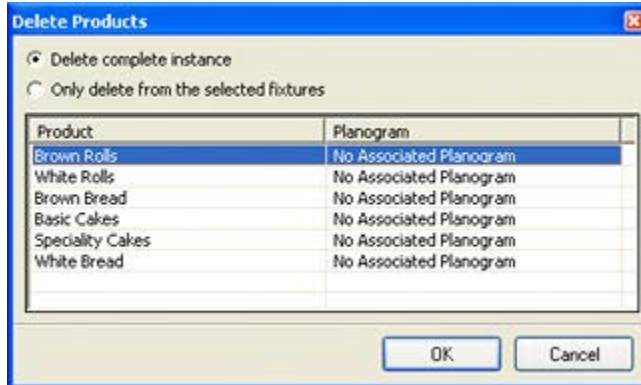 Delete Products
Delete complete instance
Only delete from the selected fixtures
Product Planogram
Brown Rolls No Associated Planogram
White Rolls No Associated Planogram
Brown Bread No Associated Planogram
Basic Cakes No Associated Planogram
Speciality Cakes No Associated Planogram
White Bread No Associated Planogram
OK Cancel